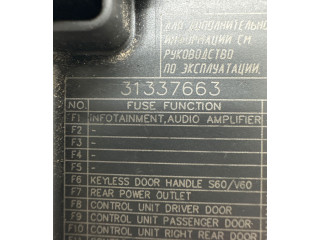 ДЛЯ ДОПОЛНИТЕЛЬНО
ИНФОРМАЦИИ СМ.
РУКОВОДСТВО
ПО ЭКСПЛУАТАЦИИ.
31337663
NO. FUSE FUNCTION
F1 INFOTAINMENT,AUDIO AMPLIFIER
F2 -
F3 -
F4 -
F5 -
F6 KEYLESS DOOR HANDLE S60/V60
F7 REAR POWER OUTLET
F8 CONTROL UNIT DRIVER DOOR
F9 CONTROL UNIT PASSENGER DOOR
F10 CONTROL UNIT RIGHT REAR DOOR